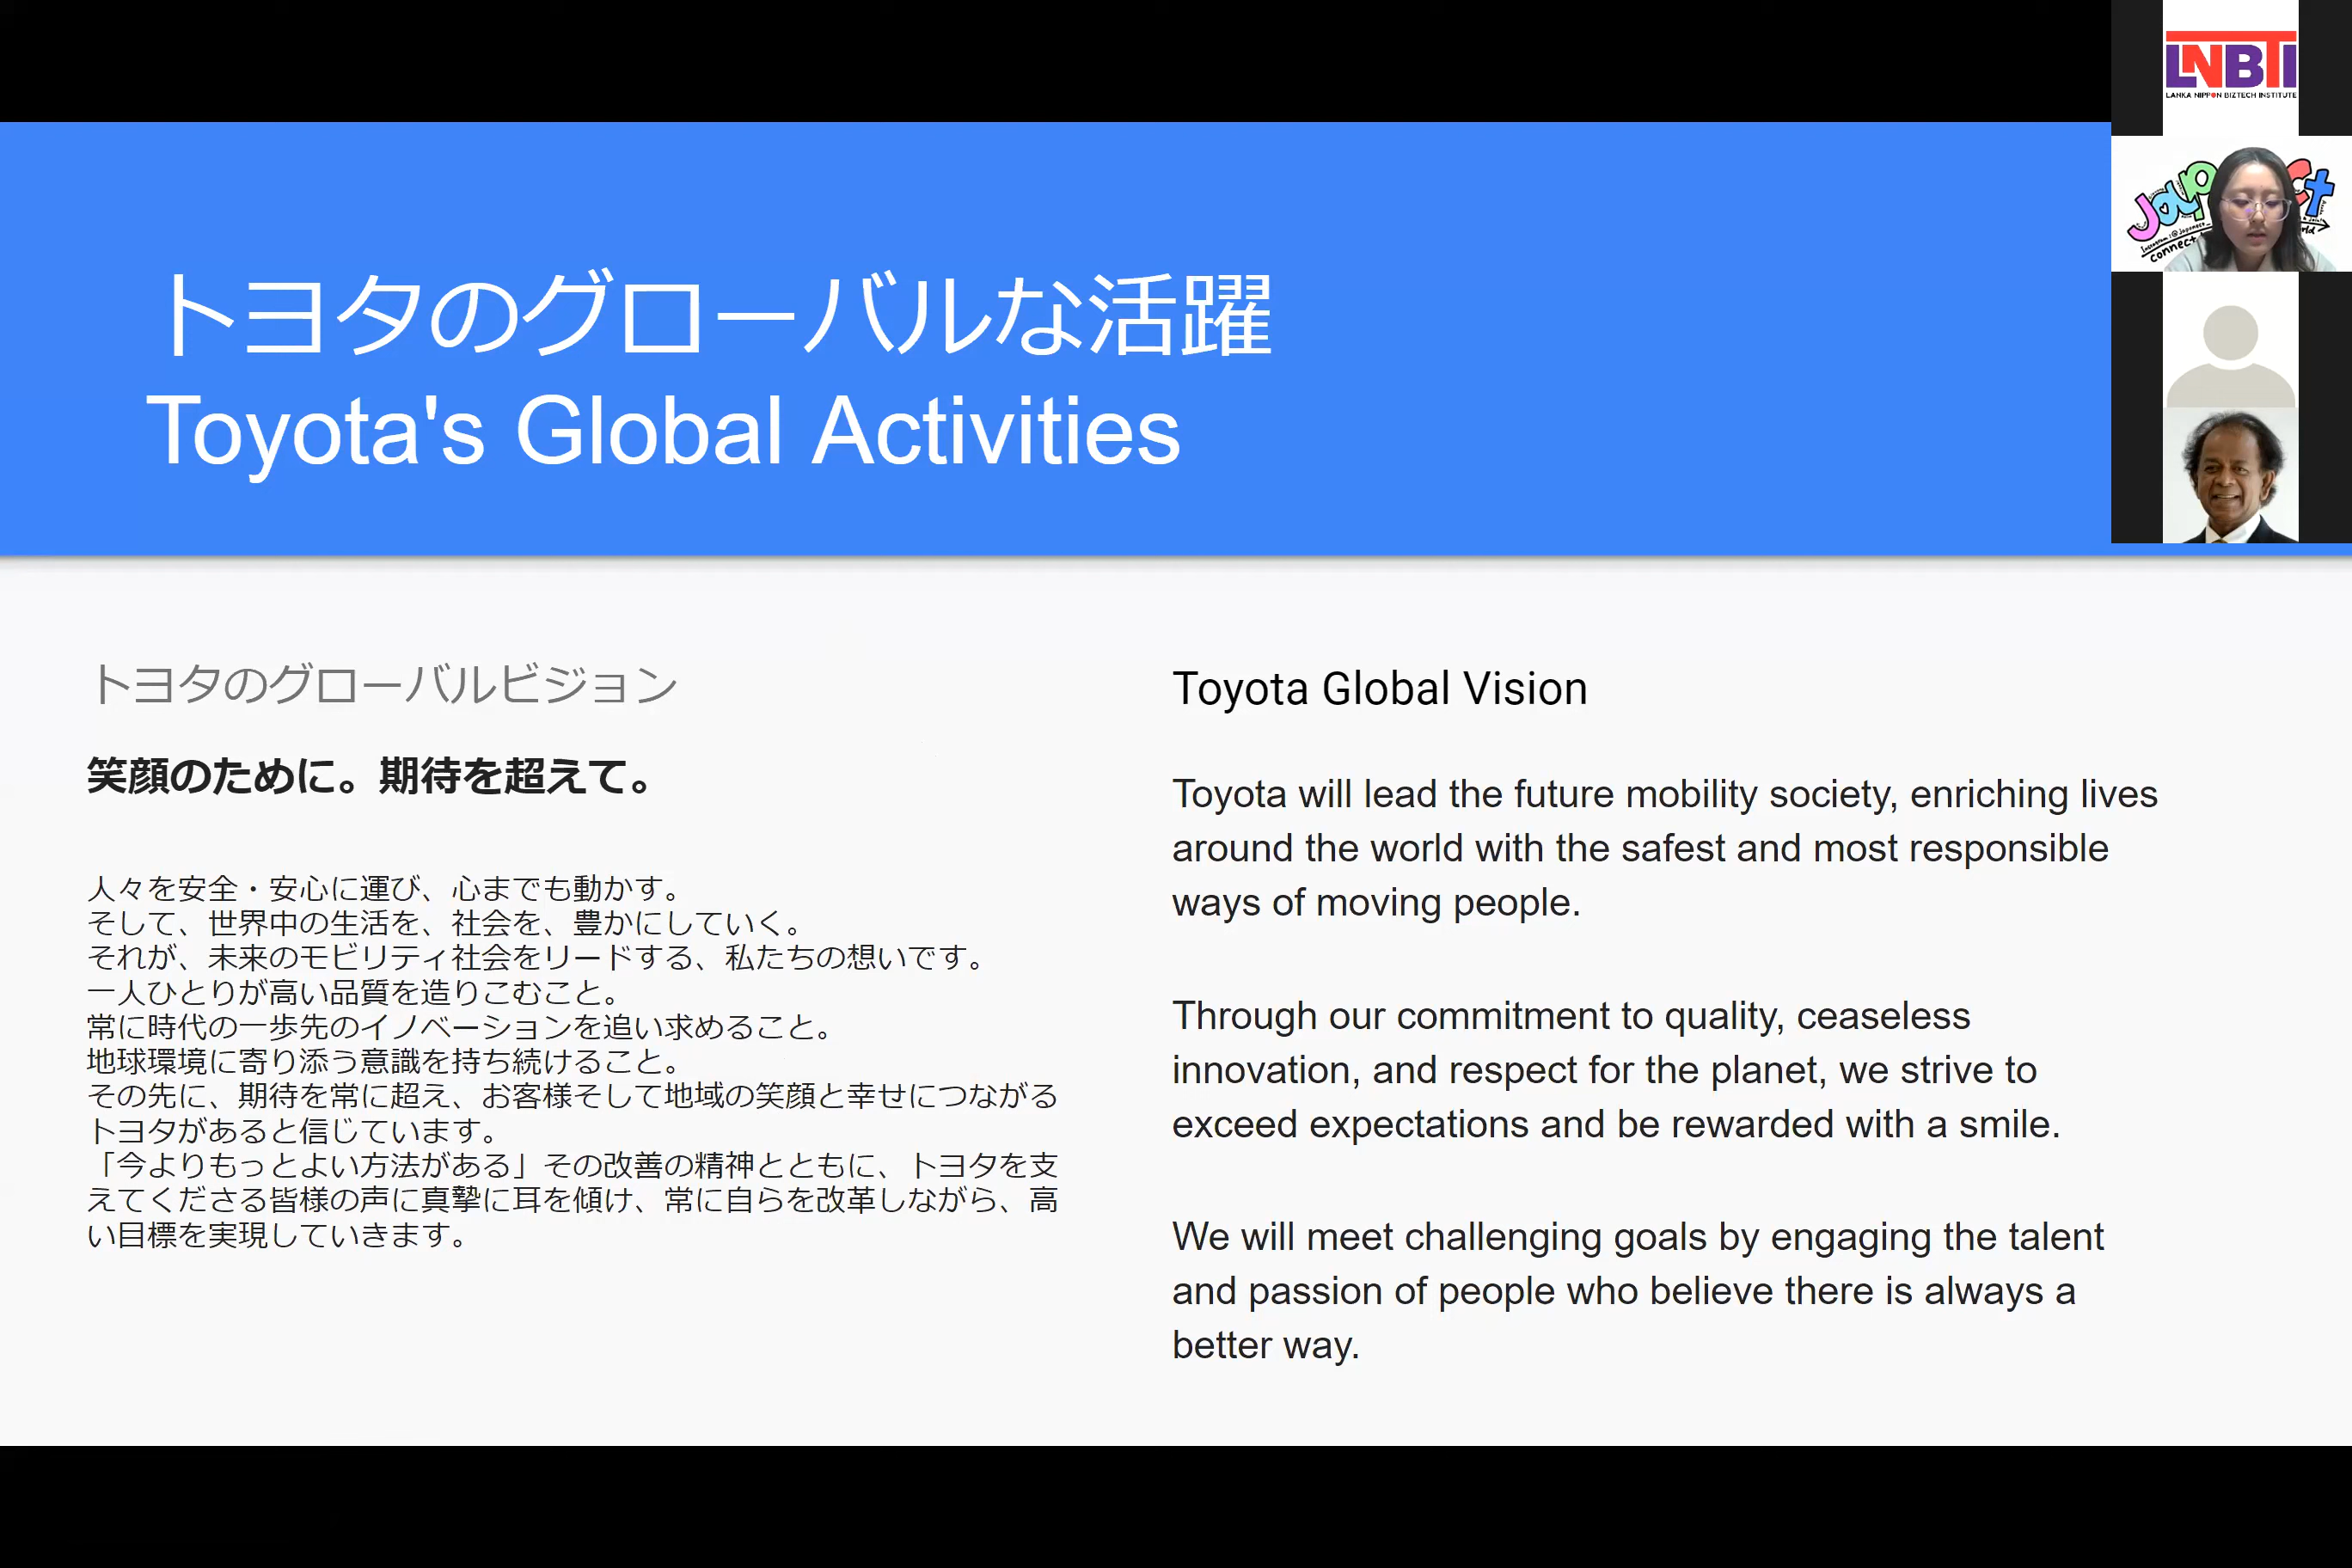 LNBTI
LANKA NIPPON BIZTECH INSTITUTE
トヨタのグローバルな活躍
Toyota's Global Activities
トヨタのグローバルビジョン
笑顔のために。期待を超えて。
人々を安全・安心に運び、心までも動かす。
そして、世界中の生活を、社会を、豊かにしていく。
それが、未来のモビリティ社会をリードする、私たちの想いです。
一人ひとりが高い品質を造りこむこと。
常に時代の一歩先のイノベーションを追い求めること。
地球環境に寄り添う意識を持ち続けること。
その先に、期待を常に超え、お客様そして地域の笑顔と幸せにつながる
トヨタがあると信じています。
「今よりもっとよい方法がある」その改善の精神とともに、トヨタを支
えてくださる皆様の声に真摯に耳を傾け、常に自らを改革しながら、高
い目標を実現していきます。
Toyota Global Vision
Toyota will lead the future mobility society, enriching lives
around the world with the safest and most responsible
ways of moving people.
Through our commitment to quality, ceaseless
innovation, and respect for the planet, we strive to
exceed expectations and be rewarded with a smile.
We will meet challenging goals by engaging the talent
and passion of people who believe there is always a
better way.